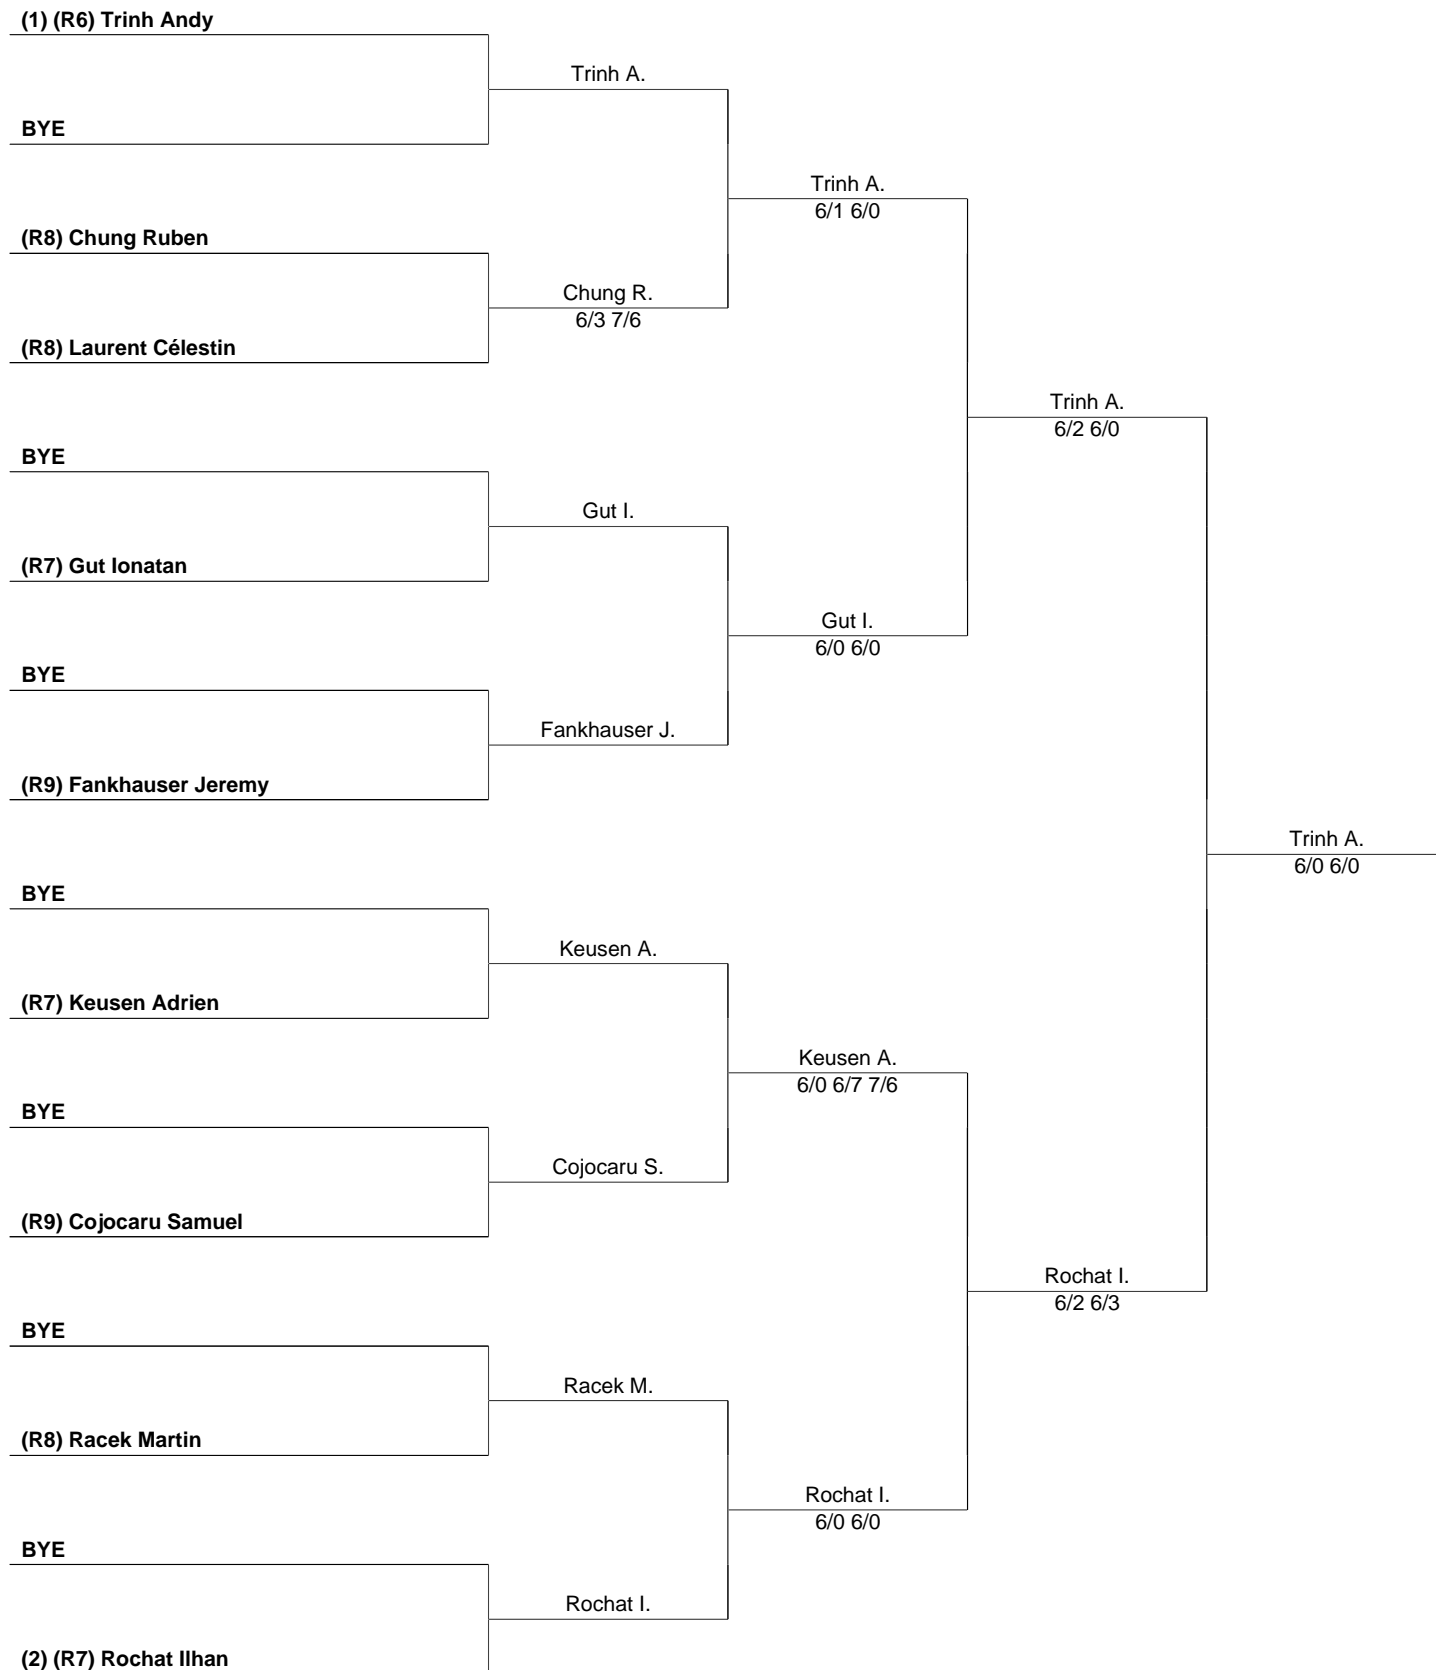 (1) (R6) Trinh Andy
Trinh A.
BYE
Trinh A.
6/1 6/0
(R8) Chung Ruben
Chung R.
6/3 7/6
(R8) Laurent Célestin
Trinh A.
6/2 6/0
BYE
Gut I.
(R7) Gut Ionatan
Gut I.
6/0 6/0
BYE
Fankhauser J.
(R9) Fankhauser Jeremy
Trinh A.
6/0 6/0
BYE
Keusen A.
(R7) Keusen Adrien
Keusen A.
6/0 6/7 7/6
BYE
Cojocaru S.
(R9) Cojocaru Samuel
Rochat I.
6/2 6/3
BYE
Racek M.
(R8) Racek Martin
Rochat I.
6/0 6/0
BYE
Rochat I.
(2) (R7) Rochat Ilhan